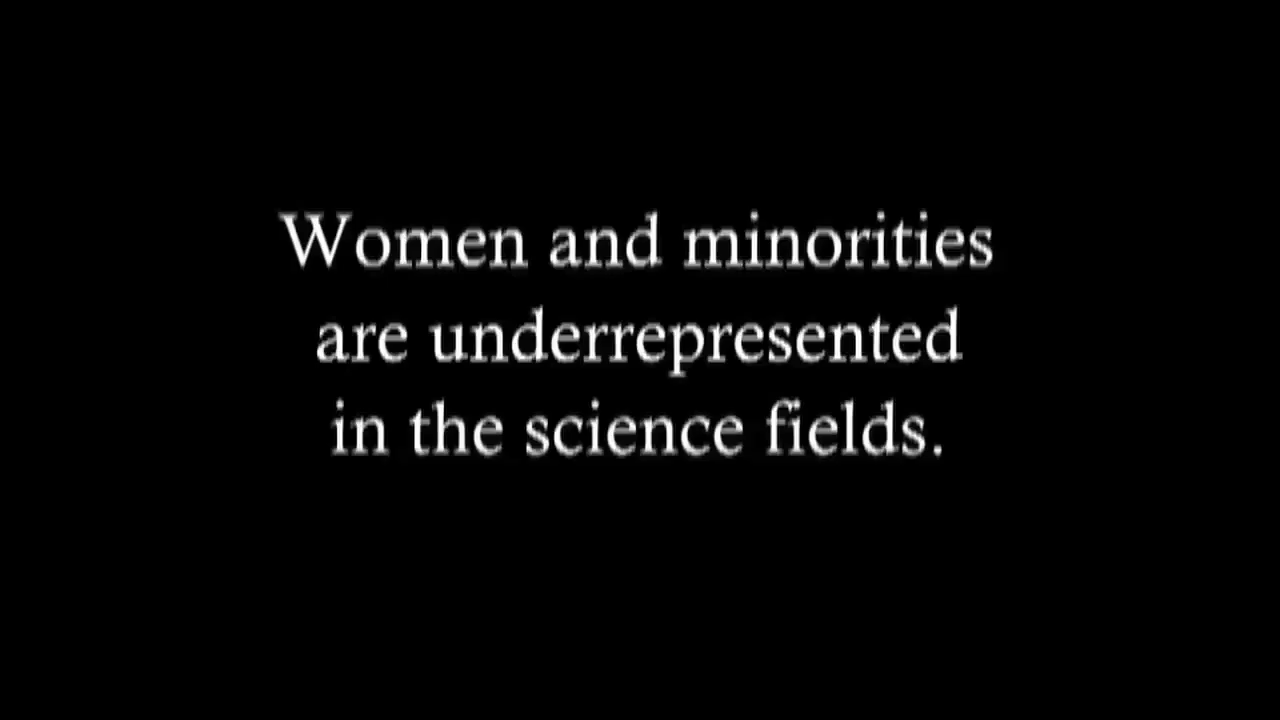 Women and minorities
are underrepresented
in the science fields.